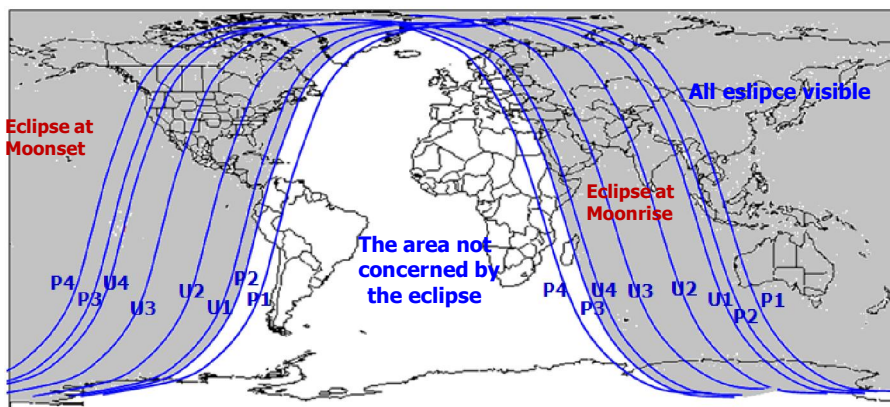 All eslipce visible
Eclipse at
Moonset
Eclipse at
Moonrise
The area not
concerned by
the eclipse
P4
P3
U4
U3
U2
U1
P2
P1
P4
P3
U4
U3
U2
U1
P2
P1